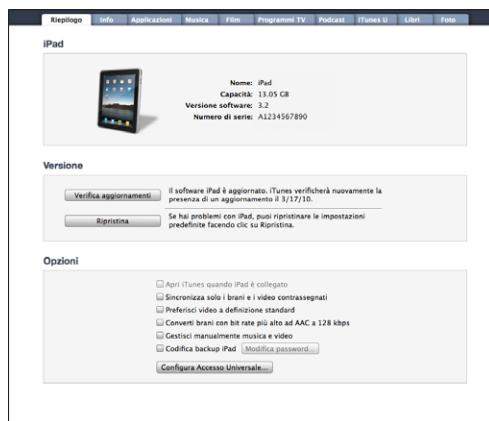 Riepilogo Info Applicazioni Musica Film Programmi TV Podcast iTunes U Libri Foto
iPad
Nome: iPad
Capacità: 13.05 GB
Versione software: 3.2
Numero di serie: A1234567890
Versione
Verifica aggiornamenti
Il software iPad è aggiornato. iTunes verificherà nuovamente la
presenza di un aggiornamento il 3/17/10.
Ripristina
Se hai problemi con iPad, puoi ripristinare le impostazioni
predefinite facendo clic su Ripristina.
Opzioni
Apri iTunes quando iPad è collegato
Sincronizza solo i brani e i video contrassegnati
Preferisci video a definizione standard
Converti brani con bit rate più alto ad AAC a 128 kbps
Gestisci manualmente musica e video
Codifica backup iPad Modifica password...
Configura Accesso Universale...